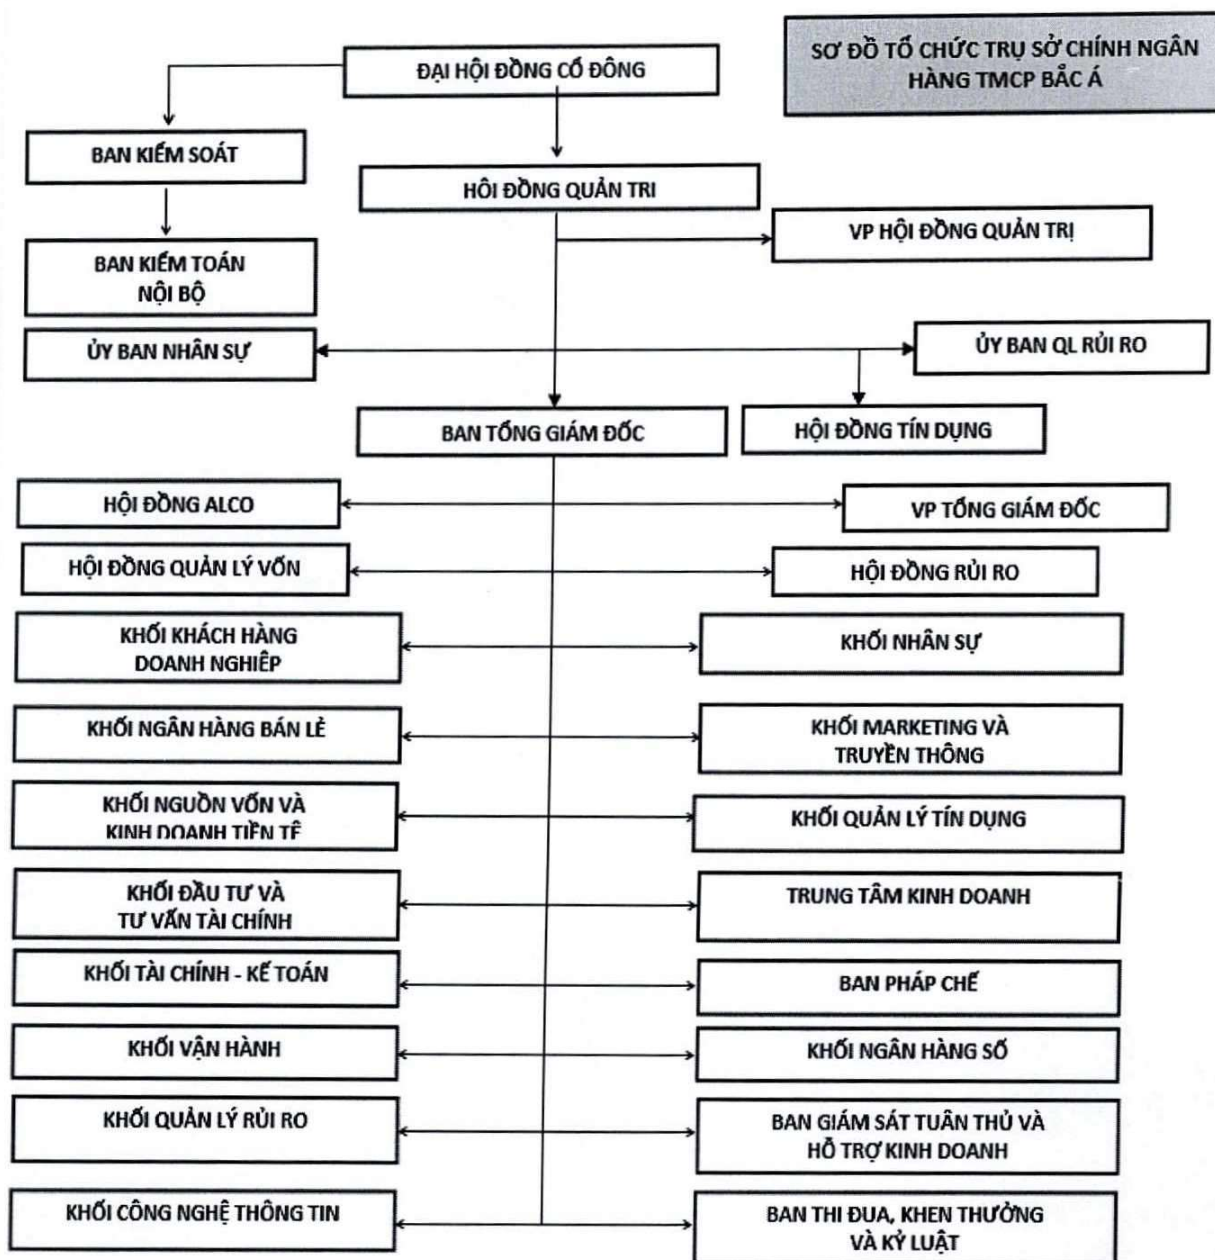 SƠ ĐỒ TỔ CHỨC TRỤ SỞ CHÍNH NGÂN
HÀNG TMCP BẮC Á
ĐẠI HỘI ĐỒNG CỔ ĐÔNG
BAN KIỂM SOÁT
HÔI ĐỒNG QUẢN TRI
VP HỘI ĐỒNG QUẢN TRỊ
BAN KIỂM TOÁN
NỘI BỘ
ỦY BAN NHÂN SỰ
ỦY BAN QL RỦI RO
BAN TỔNG GIÁM ĐỐC
HỘI ĐỒNG TÍN DỤNG
HỘI ĐỒNG ALCO
VP TỔNG GIÁM ĐỐC
HỘI ĐỒNG QUẢN LÝ VỐN
HỘI ĐỒNG RỦI RO
KHỐI KHÁCH HÀNG
DOANH NGHIỆP
KHỐI NHÂN SỰ
KHỐI NGÂN HÀNG BÁN LẺ
KHỐI MARKETING VÀ
TRUYỀN THÔNG
KHỐI NGUỒN VỐN VÀ
KINH DOANH TIỀN TỆ
KHỐI QUẢN LÝ TÍN DỤNG
KHỐI ĐẦU TƯ VÀ
TƯ VẤN TÀI CHÍNH
TRUNG TÂM KINH DOANH
KHỐI TÀI CHÍNH - KẾ TOÁN
BAN PHÁP CHẾ
KHỐI VẬN HÀNH
KHỐI NGÂN HÀNG SỐ
KHỐI QUẢN LÝ RỦI RO
BAN GIÁM SÁT TUÂN THỦ VÀ
HỖ TRỢ KINH DOANH
KHỐI CÔNG NGHỆ THÔNG TIN
BAN THI ĐUA, KHEN THƯỞNG
VÀ KỶ LUẬT